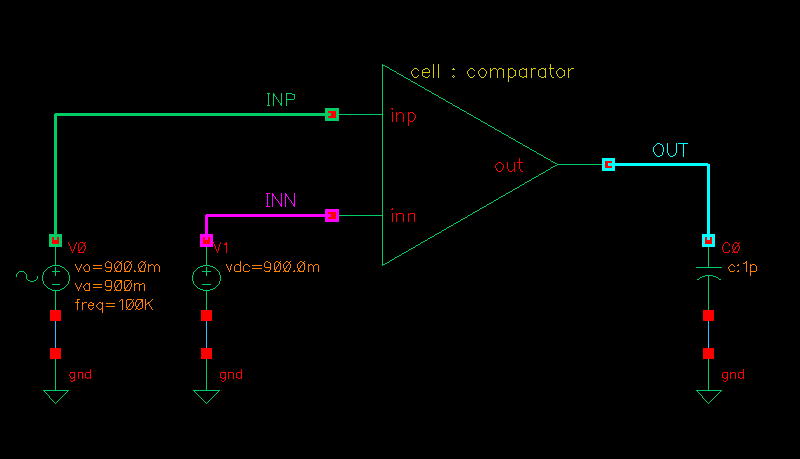 cell : comparator
INP
inp
OUT
out
INN
inn
V0
vo=900.0m
va=900m
freq=100K
V1
vdc=900.0m
C0
c:1p
gnd
gnd
gnd